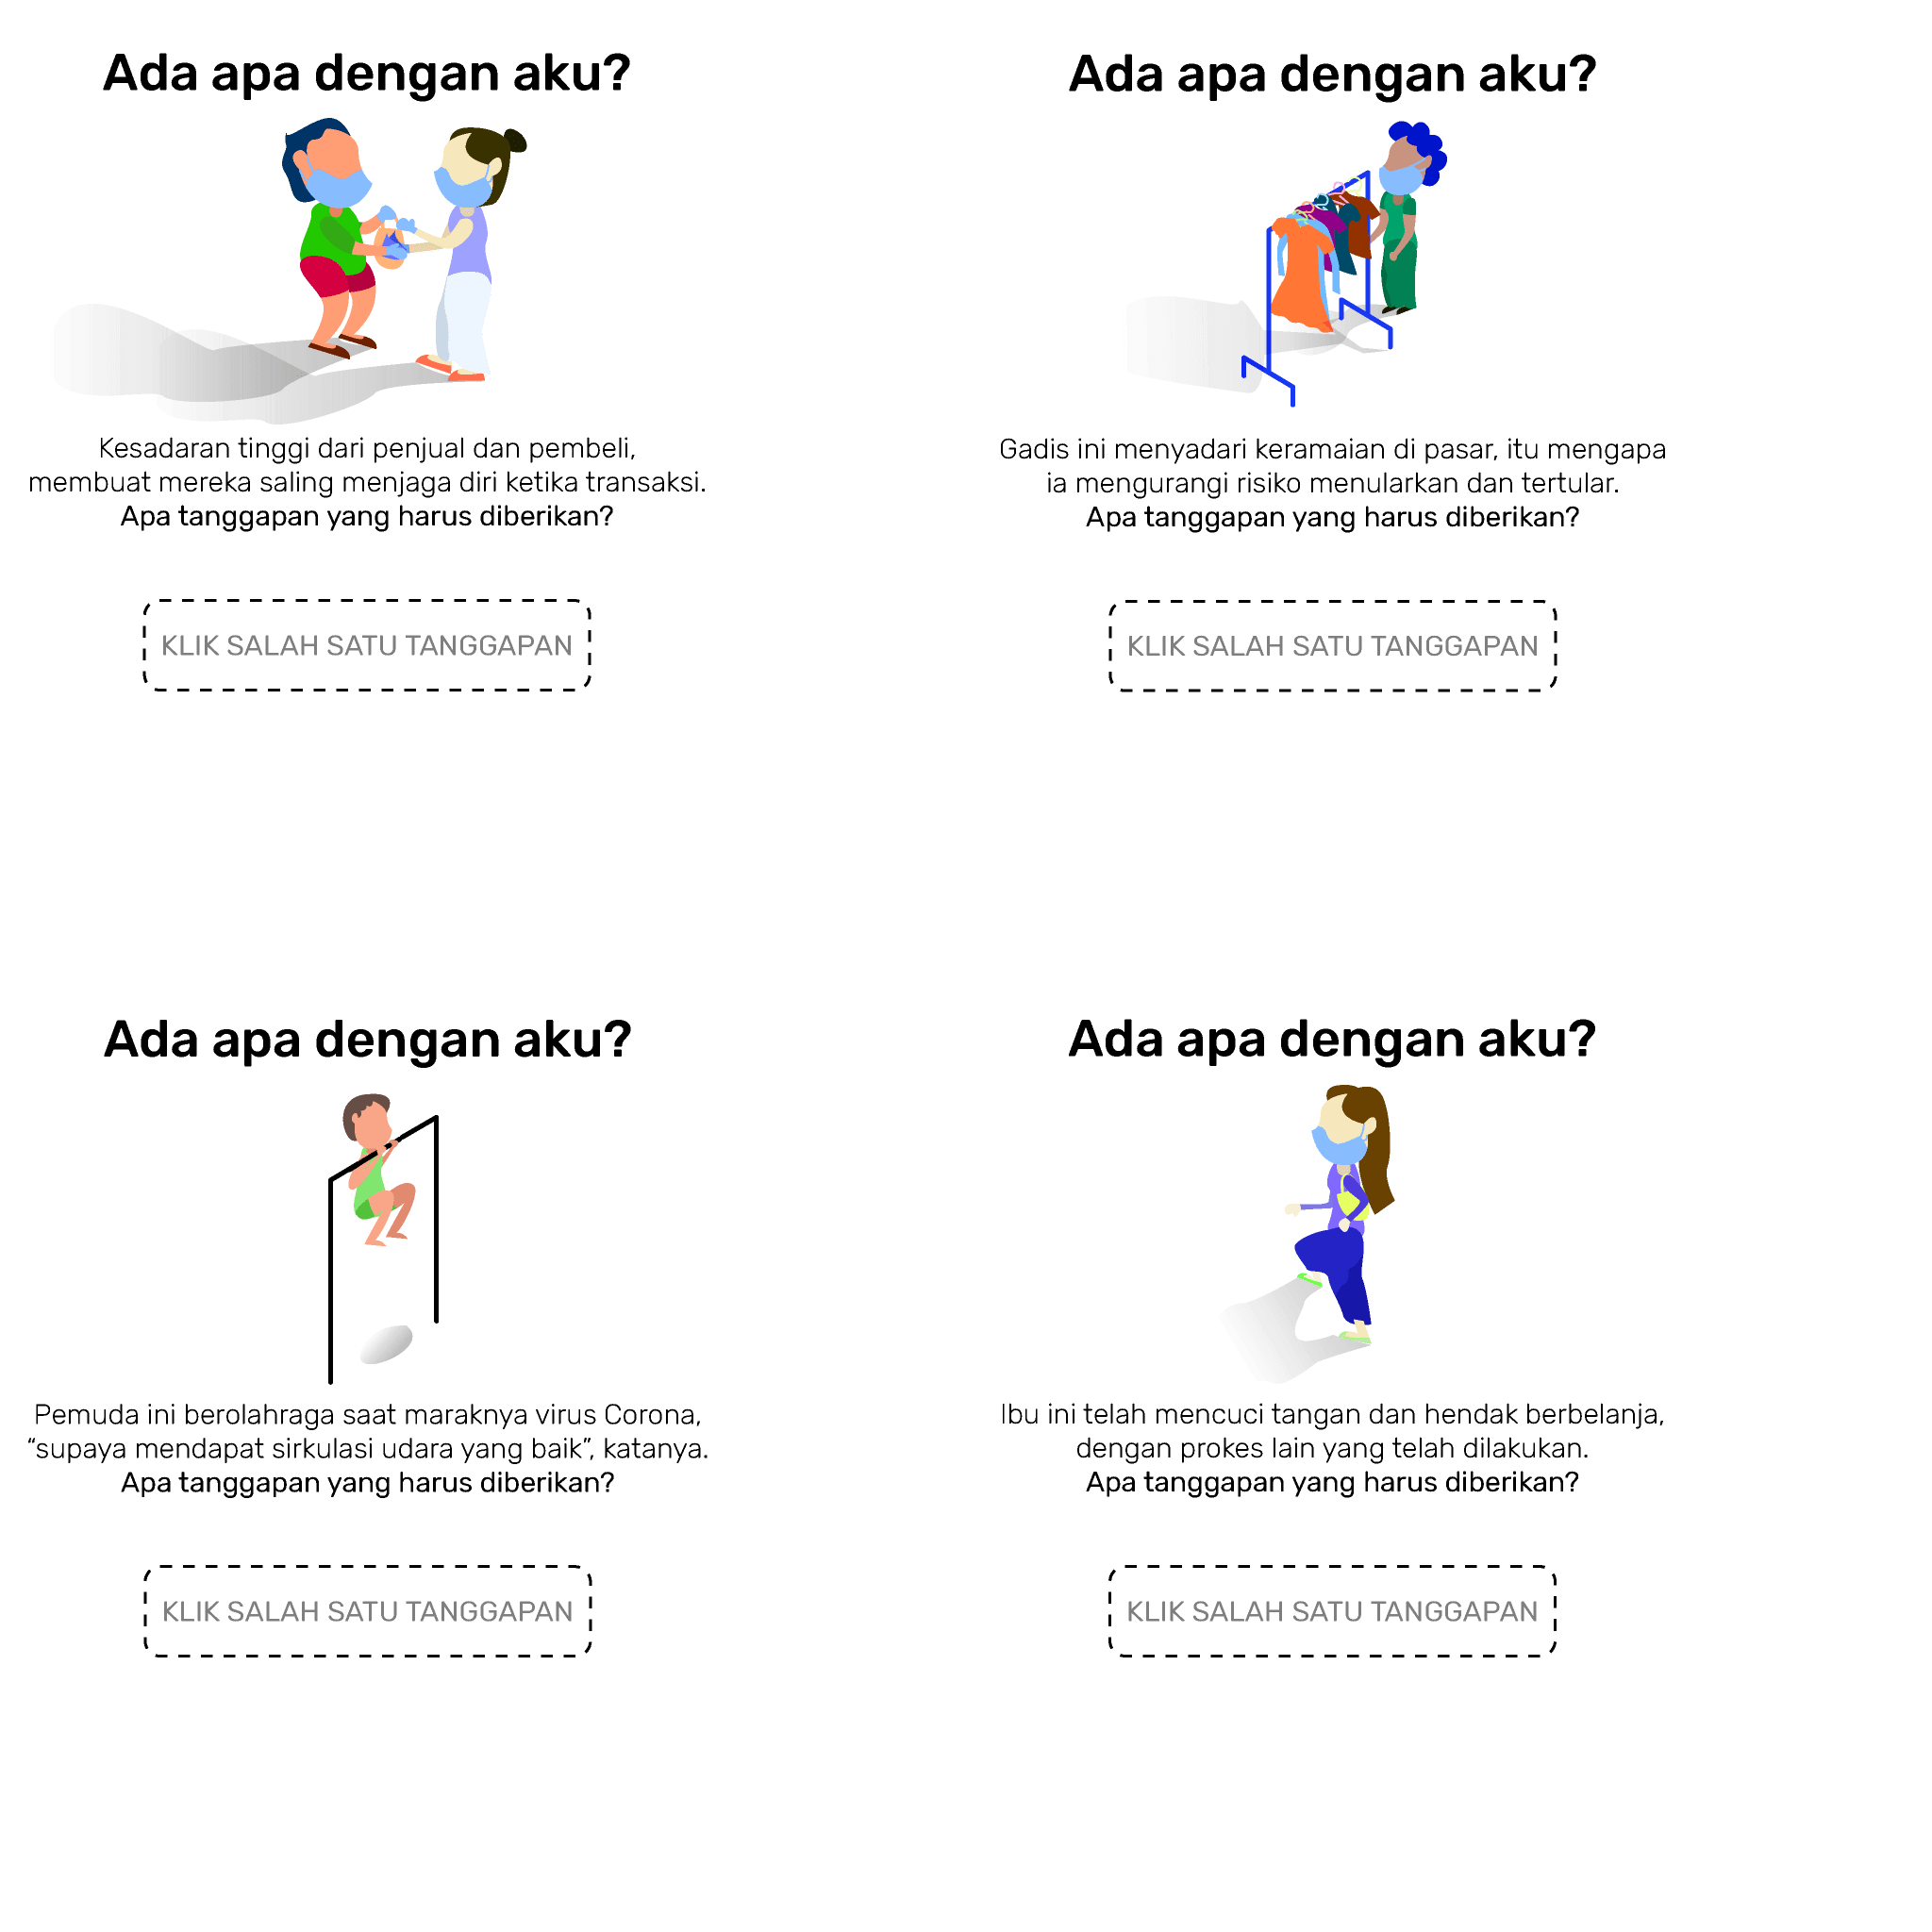 Ada apa dengan aku?
Kesadaran tinggi dari penjual dan pembeli,
membuat mereka saling menjaga diri ketika transaksi.
Apa tanggapan yang harus diberikan?
KLIK SALAH SATU TANGGAPAN
Ada apa dengan aku?
Gadis ini menyadari keramaian di pasar, itu mengapa
ia mengurangi risiko menularkan dan tertular.
Apa tanggapan yang harus diberikan?
KLIK SALAH SATU TANGGAPAN
Ada apa dengan aku?
Pemuda ini berolahraga saat maraknya virus Corona,
“supaya mendapat sirkulasi udara yang baik”, katanya.
Apa tanggapan yang harus diberikan?
KLIK SALAH SATU TANGGAPAN
Ada apa dengan aku?
Ibu ini telah mencuci tangan dan hendak berbelanja,
dengan prokes lain yang telah dilakukan.
Apa tanggapan yang harus diberikan?
KLIK SALAH SATU TANGGAPAN